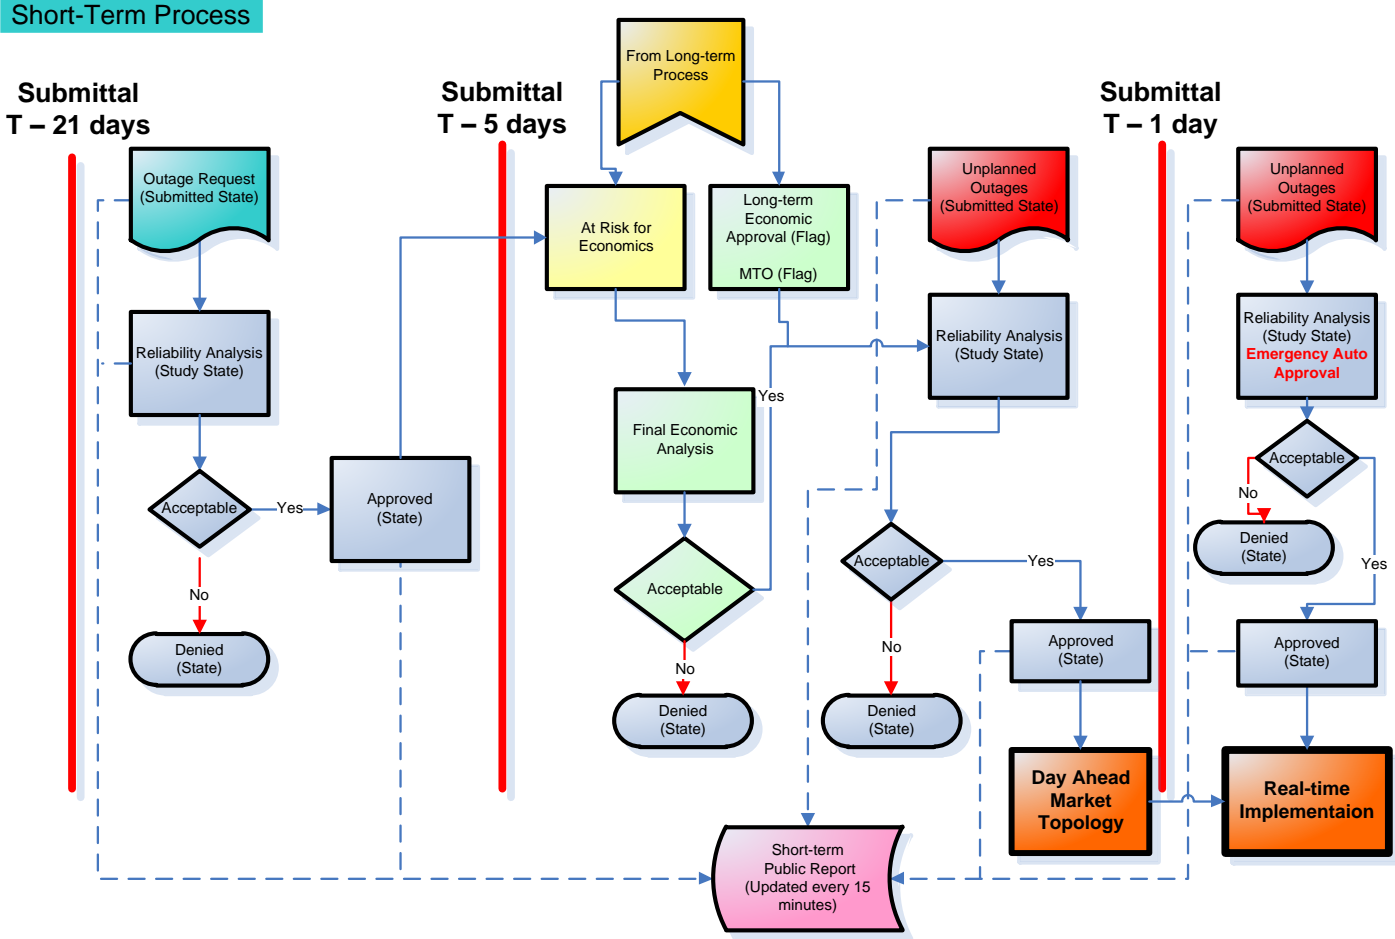 Short-Term Process
Submittal
T – 21 days
Submittal
T – 5 days
Submittal
T – 1 day
From Long-term
Process
Outage Request
(Submitted State)
Reliability Analysis
(Study State)
Acceptable
Yes
No
Denied
(State)
Approved
(State)
At Risk for
Economics
Long-term
Economic
Approval (Flag)
MTO (Flag)
Final Economic
Analysis
Acceptable
Yes
No
Denied
(State)
Unplanned
Outages
(Submitted State)
Reliability Analysis
(Study State)
Acceptable
Yes
No
Denied
(State)
Approved
(State)
Day Ahead
Market
Topology
Unplanned
Outages
(Submitted State)
Reliability Analysis
(Study State)
Emergency Auto
Approval
Acceptable
No
Denied
(State)
Yes
Approved
(State)
Real-time
Implementaion
Short-term
Public Report
(Updated every 15
minutes)